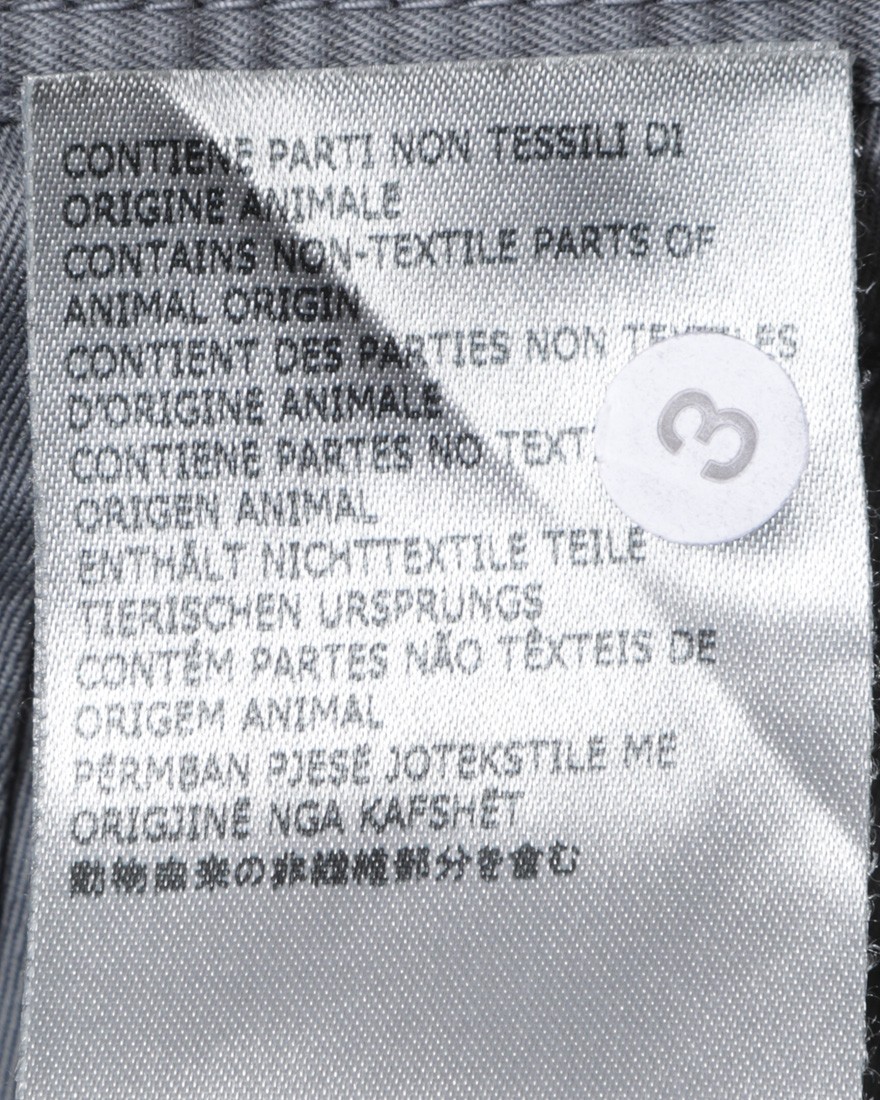 CONTIENE PARTI NON TESSILI DI
ORIGINE ANIMALE
CONTAINS NON-TEXTILE PARTS OF
ANIMAL ORIGIN
CONTIENT DES PARTIES NON TEXTILES
D'ORIGINE ANIMALE
CONTIENE PARTES NO
ORIGEN ANIMAL
ENTHÄLT NICHTTEXTILE TEILE
TIERISCHEN URSPRUNGS
CONTÉM PARTES NÃO TÊXTEIS DE
ORIGEM ANIMAL
PËRMBAN PJESË JOTEKSTILE ME
ORIGJINË NGA KAFSHËT
動物由来の非繊維部分を含む
3